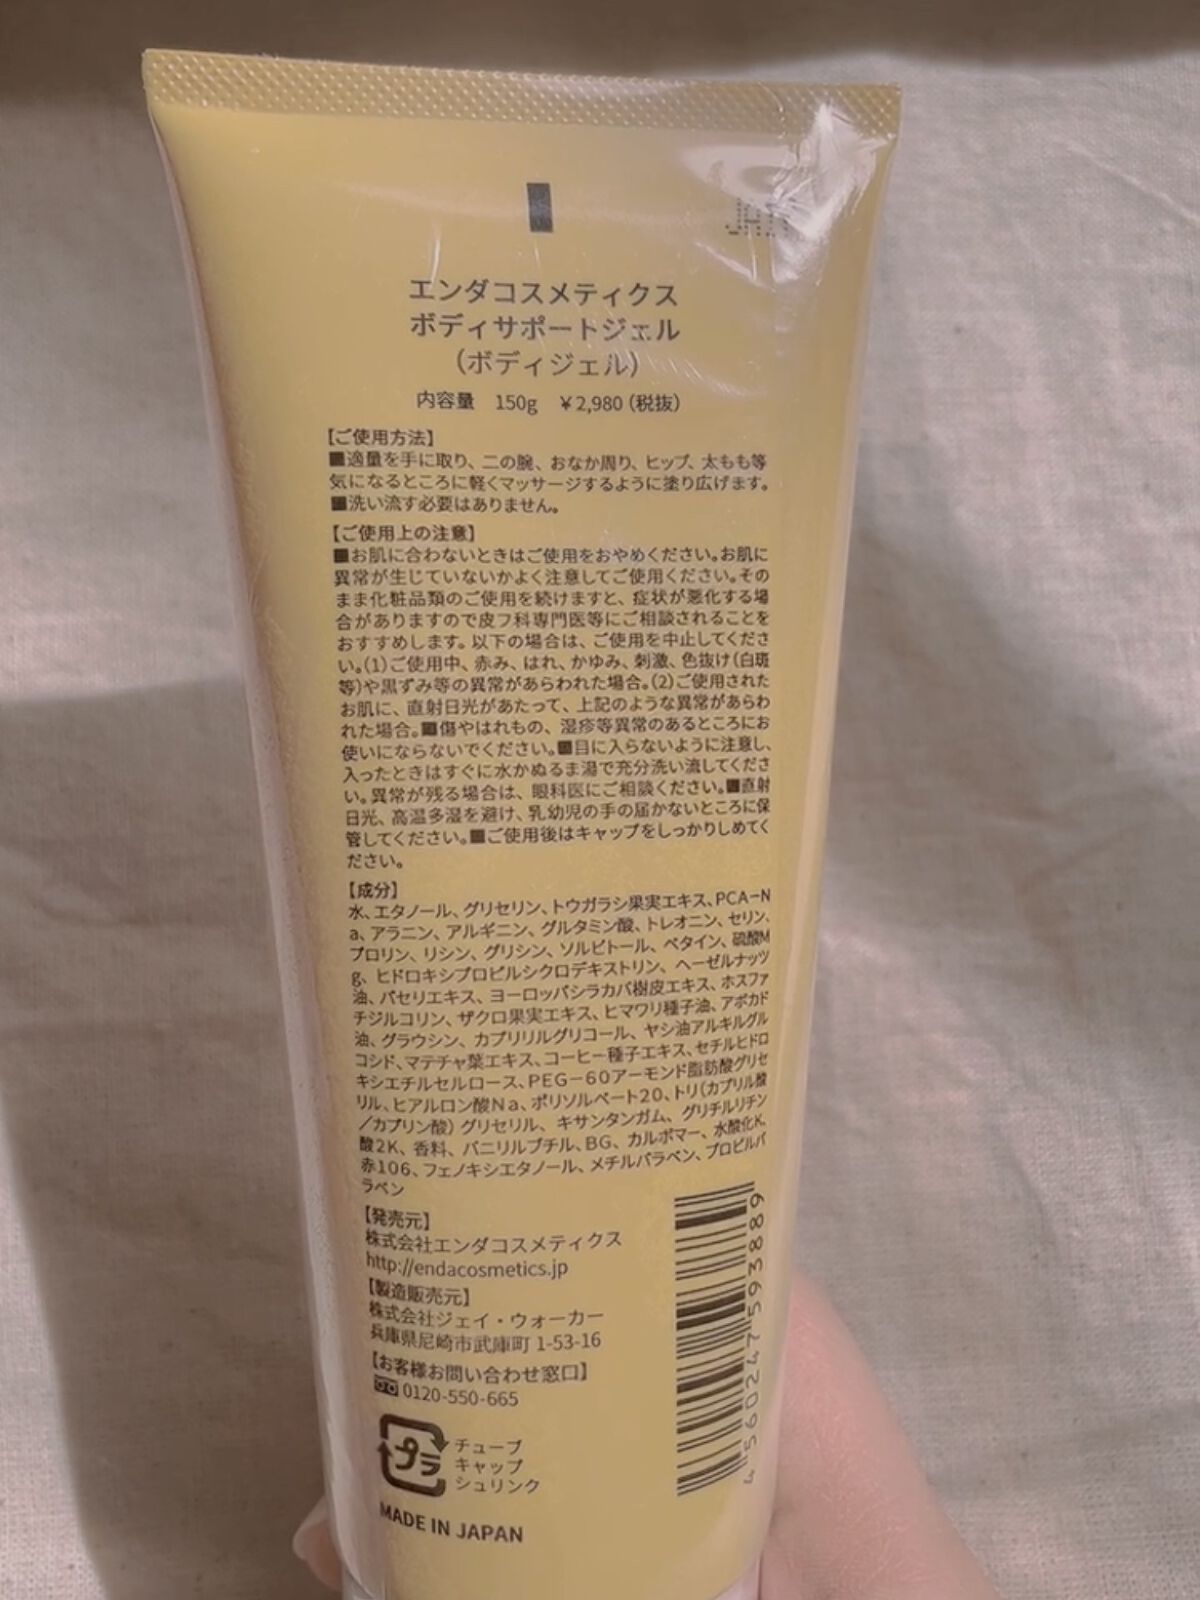 エンダコスメティクス
ボディサポートジェル
(ボディジェル)
内容量 150g ￥2,980(税抜)
【ご使用方法】
■適量を手に取り、二の腕、おなか周り、ヒップ、太もも等
気になるところに軽くマッサージするように塗り広げます。
■洗い流す必要はありません。
【ご使用上の注意】
■お肌に合わないときはご使用をおやめください。お肌に
異常が生じていないかよく注意してご使用ください。その
まま化粧品類のご使用を続けますと、症状が悪化する場
合がありますので皮フ科専門医等にご相談されることを
おすすめします。以下の場合は、ご使用を中止してくださ
い。(1)ご使用中、赤み、はれ、かゆみ、刺激、色抜け(白斑
等)や黒ずみ等の異常があらわれた場合。(2)ご使用された
お肌に、直射日光があたって、上記のような異常があらわ
れた場合。■傷やはれもの、湿疹等異常のあるところにお
使いにならないでください。■目に入らないように注意し、
入ったときはすぐに水かぬるま湯で充分洗い流してくださ
い。異常が残る場合は、眼科医にご相談ください。■直射
日光、高温多湿を避け、乳幼児の手の届かないところに保
管してください。■ご使用後はキャップをしっかりしめてく
ださい。
【成分】
水、エタノール、グリセリン、トウガラシ果実エキス、PCA-N
a、アラニン、アルギニン、グルタミン酸、トレオニン、セリン、
プロリン、リシン、グリシン、ソルビトール、ベタイン、硫酸M
g、ヒドロキシプロピルシクロデキストリン、ヘーゼルナッツ
油、パセリエキス、ヨーロッパシラカバ樹皮エキス、ホスファ
チジルコリン、ザクロ果実エキス、ヒマワリ種子油、アボカド
油、グラウシン、カプリリルグリコール、ヤシ油アルキルグル
コシド、マテチャ葉エキス、コーヒー種子エキス、セチルヒドロ
キシエチルセルロース、PEG-60アーモンド脂肪酸グリセ
リル、ヒアルロン酸Na、ポリソルベート20、トリ(カプリル酸
/カプリン酸)グリセリル、キサンタンガム、グリチルリチン
酸2K、香料、バニリルブチル、BG、カルボマー、水酸化K、
赤106、フェノキシエタノール、メチルパラベン、プロピルパ
ラベン
【発売元】
株式会社エンダコスメティクス
http://endacosmetics.jp
【製造販売元】
株式会社ジェイ・ウォーカー
兵庫県尼崎市武庫町 1-53-16
【お客様お問い合わせ窓口】
0120-550-665
プラ
チューブ
キャップ
シュリンク
MADE IN JAPAN
4 560247 593889